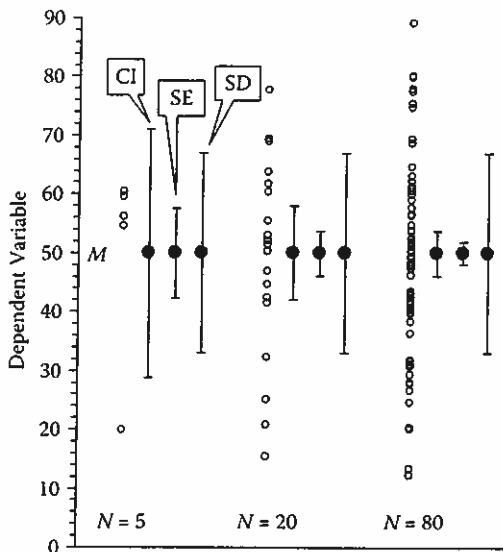 90
80
70
60
50
40
30
20
10
0
Dependent Variable
CI
SE
SD
M
N = 5
N = 20
N = 80